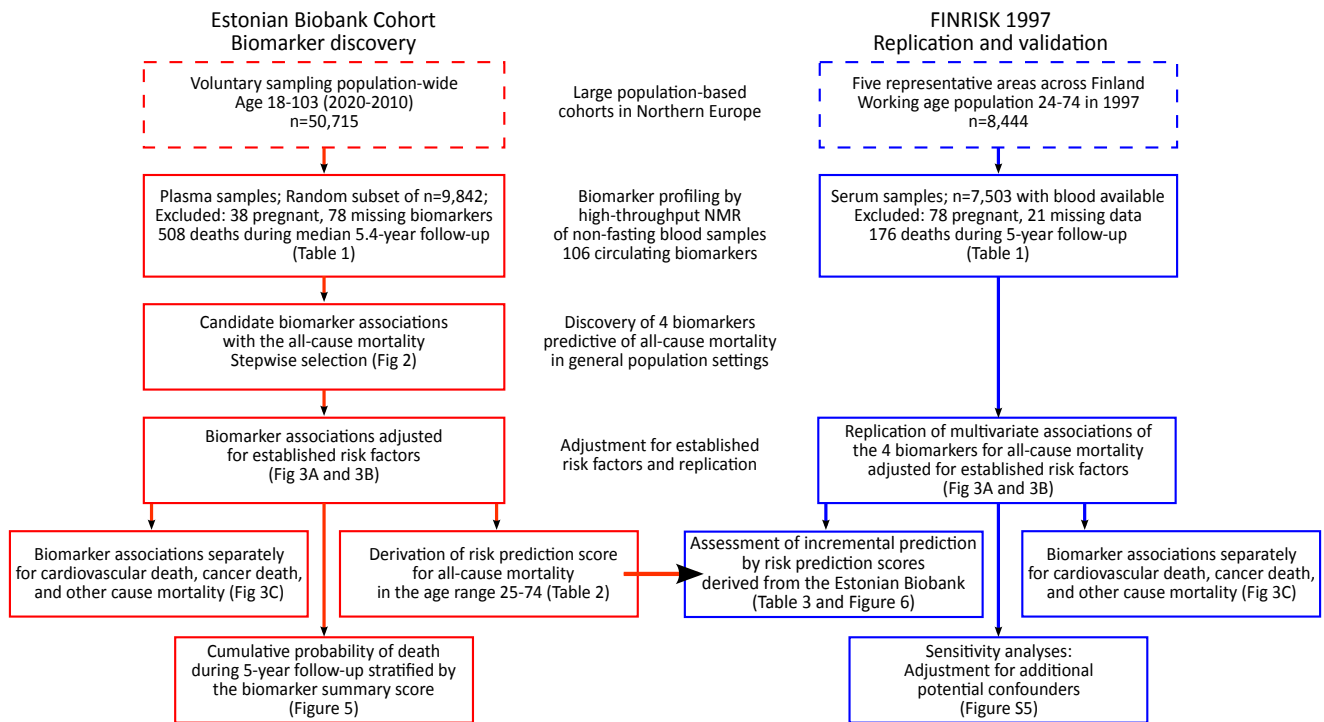 Estonian Biobank Cohort
Biomarker discovery
FINRISK 1997
Replication and validation
Voluntary sampling population-wide
Age 18-103 (2020-2010)
n=50,715
Large population-based
cohorts in Northern Europe
Five representative areas across Finland
Working age population 24-74 in 1997
n=8,444
Plasma samples; Random subset of n=9,842;
Excluded: 38 pregnant, 78 missing biomarkers
508 deaths during median 5.4-year follow-up
(Table 1)
Biomarker profiling by
high-throughput NMR
of non-fasting blood samples
106 circulating biomarkers
Serum samples; n=7,503 with blood available
Excluded: 78 pregnant, 21 missing data
176 deaths during 5-year follow-up
(Table 1)
Candidate biomarker associations
with the all-cause mortality
Stepwise selection (Fig 2)
Discovery of 4 biomarkers
predictive of all-cause mortality
in general population settings
Biomarker associations adjusted
for established risk factors
(Fig 3A and 3B)
Adjustment for established
risk factors and replication
Replication of multivariate associations of
the 4 biomarkers for all-cause mortality
adjusted for established risk factors
(Fig 3A and 3B)
Biomarker associations separately
for cardiovascular death, cancer death,
and other cause mortality (Fig 3C)
Derivation of risk prediction score
for all-cause mortality
in the age range 25-74 (Table 2)
Assessment of incremental prediction
by risk prediction scores
derived from the Estonian Biobank
(Table 3 and Figure 6)
Biomarker associations separately
for cardiovascular death, cancer death,
and other cause mortality (Fig 3C)
Cumulative probability of death
during 5-year follow-up stratified by
the biomarker summary score
(Figure 5)
Sensitivity analyses:
Adjustment for additional
potential confounders
(Figure S5)